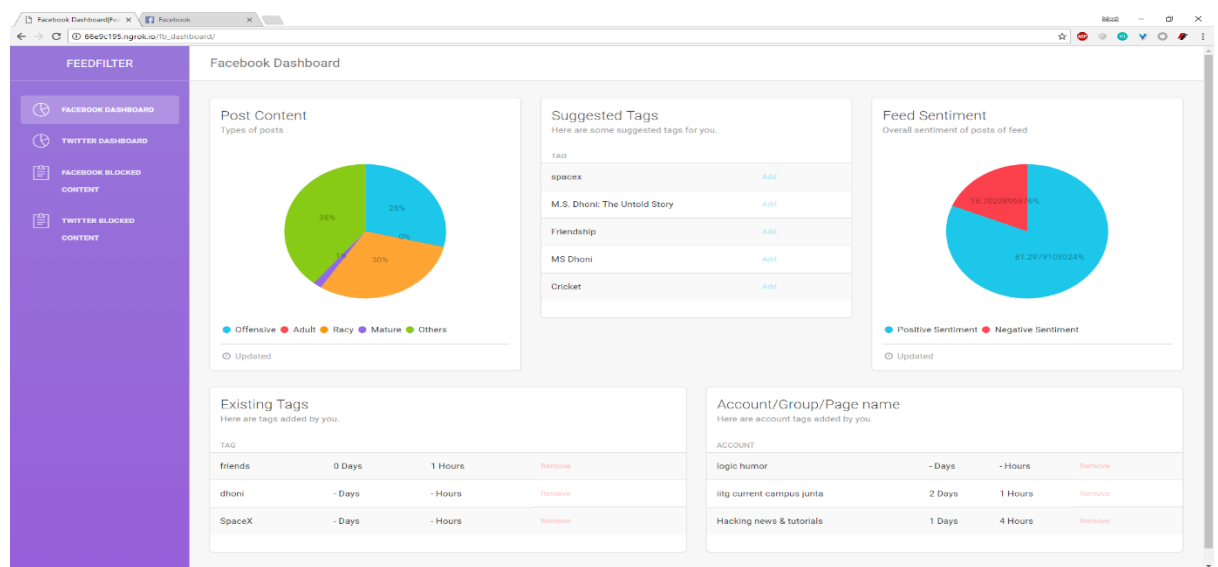 Facebook Dashboard|Fe
Facebook
66e9c195.ngrok.io/fb_dashboard/
FEEDFILTER
FACEBOOK DASHBOARD
TWITTER DASHBOARD
FACEBOOK BLOCKED
CONTENT
TWITTER BLOCKED
CONTENT
Facebook Dashboard
Post Content
Types of posts
38%
28%
0%
1%
30%
Offensive Adult Racy Mature Others
Updated
Suggested Tags
Here are some suggested tags for you.
TAG
spacex Add
M.S. Dhoni: The Untold Story Add
Friendship Add
MS Dhoni Add
Cricket Add
Feed Sentiment
Overall sentiment of posts of feed
18.7020896976%
81.2979103024%
Positive Sentiment Negative Sentiment
Updated
Existing Tags
Here are tags added by you.
TAG
friends 0 Days 1 Hours Remove
dhoni - Days - Hours Remove
SpaceX - Days - Hours Remove
Account/Group/Page name
Here are account tags added by you.
ACCOUNT
logic humor - Days - Hours Remove
iitg current campus junta 2 Days 1 Hours Remove
Hacking news & tutorials 1 Days 4 Hours Remove